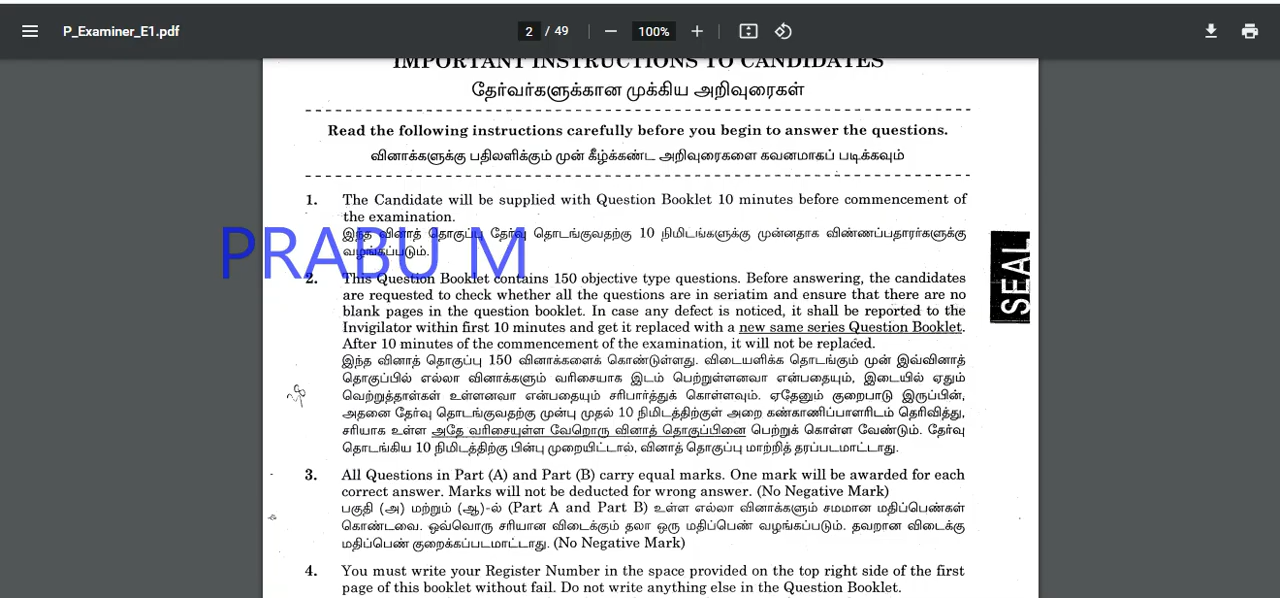 P_Examiner_E1.pdf
2 / 49
100%
IMPORTANT INSTRUCTIONS TO CANDIDATES
தேர்வர்களுக்கான முக்கிய அறிவுரைகள்
Read the following instructions carefully before you begin to answer the questions.
வினாக்களுக்கு பதிலளிக்கும் முன் கீழ்க்கண்ட அறிவுரைகளை கவனமாகப் படிக்கவும்
1. The Candidate will be supplied with Question Booklet 10 minutes before commencement of
the examination.
இந்த வினாத் தொகுப்பு தேர்வு தொடங்குவதற்கு 10 நிமிடங்களுக்கு முன்னதாக விண்ணப்பதாரர்களுக்கு
வழங்கப்படும்.
PRABU M
2. This Question Booklet contains 150 objective type questions. Before answering, the candidates
are requested to check whether all the questions are in seriatim and ensure that there are no
blank pages in the question booklet. In case any defect is noticed, it shall be reported to the
Invigilator within first 10 minutes and get it replaced with a new same series Question Booklet.
After 10 minutes of the commencement of the examination, it will not be replaced.
இந்த வினாத் தொகுப்பு 150 வினாக்களைக் கொண்டுள்ளது. விடையளிக்க தொடங்கும் முன் இவ்வினாத்
தொகுப்பில் எல்லா வினாக்களும் வரிசையாக இடம் பெற்றுள்ளனவா என்பதையும், இடையில் ஏதும்
வெற்றுத்தாள்கள் உள்ளனவா என்பதையும் சரிபார்த்துக் கொள்ளவும். ஏதேனும் குறைபாடு இருப்பின்,
அதனை தேர்வு தொடங்குவதற்கு முன்பு முதல் 10 நிமிடத்திற்குள் அறை கண்காணிப்பாளரிடம் தெரிவித்து,
சரியாக உள்ள அதே வரிசையுள்ள வேறொரு வினாத் தொகுப்பினை பெற்றுக் கொள்ள வேண்டும். தேர்வு
தொடங்கிய 10 நிமிடத்திற்கு பின்பு முறையிட்டால், வினாத் தொகுப்பு மாற்றித் தரப்படமாட்டாது.
SEAL
3. All Questions in Part (A) and Part (B) carry equal marks. One mark will be awarded for each
correct answer. Marks will not be deducted for wrong answer. (No Negative Mark)
பகுதி (அ) மற்றும் (ஆ)-ல் (Part A and Part B) உள்ள எல்லா வினாக்களும் சமமான மதிப்பெண்கள்
கொண்டவை. ஒவ்வொரு சரியான விடைக்கும் தலா ஒரு மதிப்பெண் வழங்கப்படும். தவறான விடைக்கு
மதிப்பெண் குறைக்கப்படமாட்டாது. (No Negative Mark)
4. You must write your Register Number in the space provided on the top right side of the first
page of this booklet without fail. Do not write anything else in the Question Booklet.